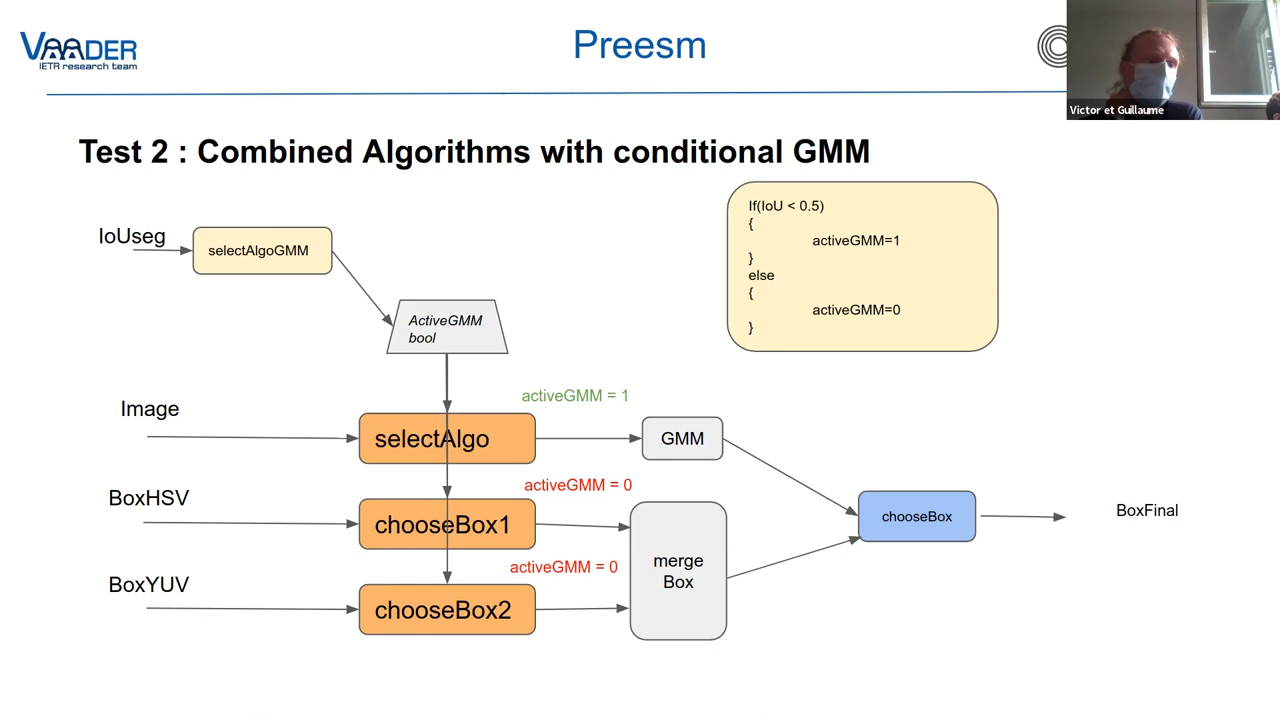 VAADER
IETR research team
Preesm
Victor et Guillaume
Test 2 : Combined Algorithms with conditional GMM
IoUseg
selectAlgoGMM
If(IoU < 0.5)
{
activeGMM=1
}
else
{
activeGMM=0
}
ActiveGMM
bool
activeGMM = 1
Image
selectAlgo
GMM
activeGMM = 0
BoxHSV
chooseBox1
chooseBox
BoxFinal
activeGMM = 0
merge
Box
BoxYUV
chooseBox2